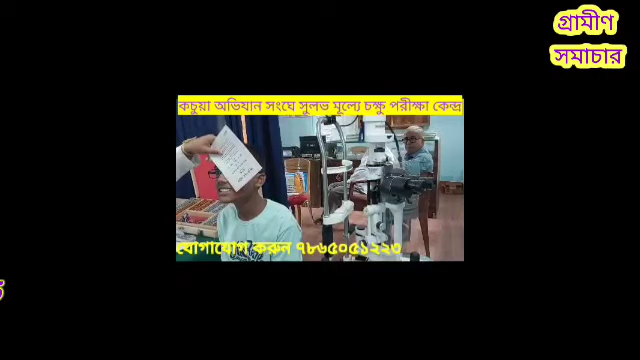 গ্রামীণ
সমাচার
কচুয়া অভিযান সংঘে সুলভ মূল্যে চক্ষু পরীক্ষা কেন্দ্র
যোগাযোগ করুন ৭৮৬৫০৫১২২৩